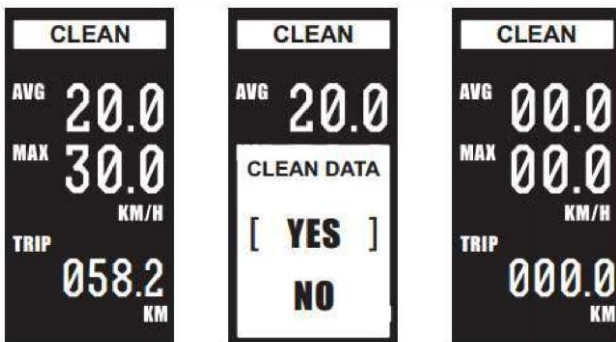 CLEAN
AVG 20.0
MAX 30.0
KM/H
TRIP
058.2
KM
CLEAN
AVG 20.0
CLEAN DATA
[ YES ]
NO
CLEAN
AVG 00.0
MAX 00.0
KM/H
TRIP
000.0
KM